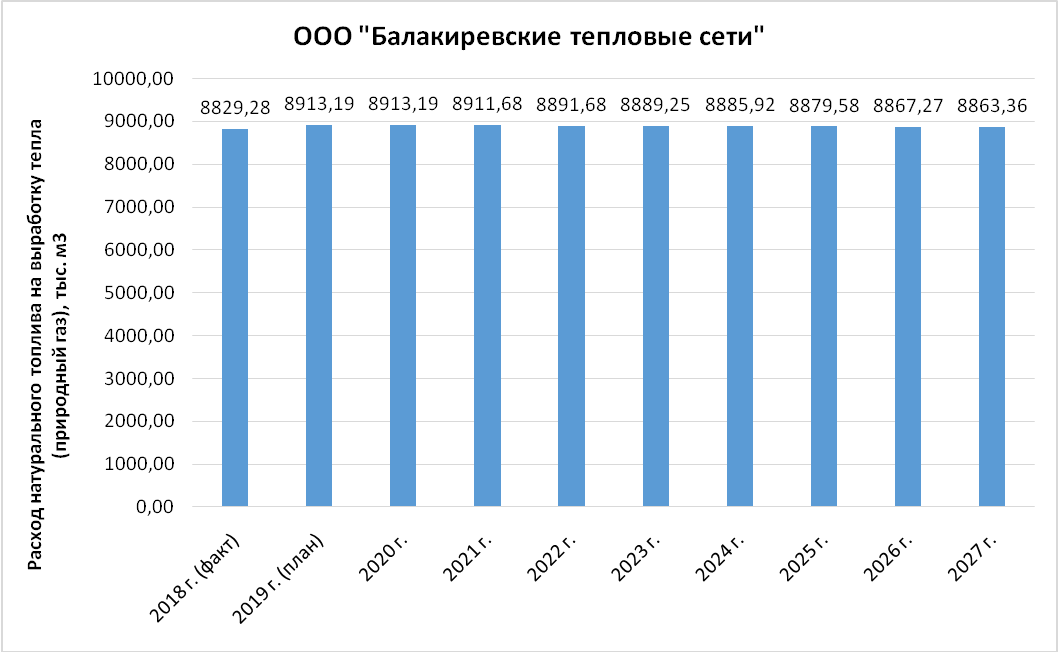 ООО "Балакиревские тепловые сети"
Расход натурального топлива на выработку тепла
(природный газ), тыс. м3
10000,00
9000,00
8000,00
7000,00
6000,00
5000,00
4000,00
3000,00
2000,00
1000,00
0,00
8829,28
8913,19
8913,19
8911,68
8891,68
8889,25
8885,92
8879,58
8867,27
8863,36
2018 г. (факт)
2019 г. (план)
2020 г.
2021 г.
2022 г.
2023 г.
2024 г.
2025 г.
2026 г.
2027 г.